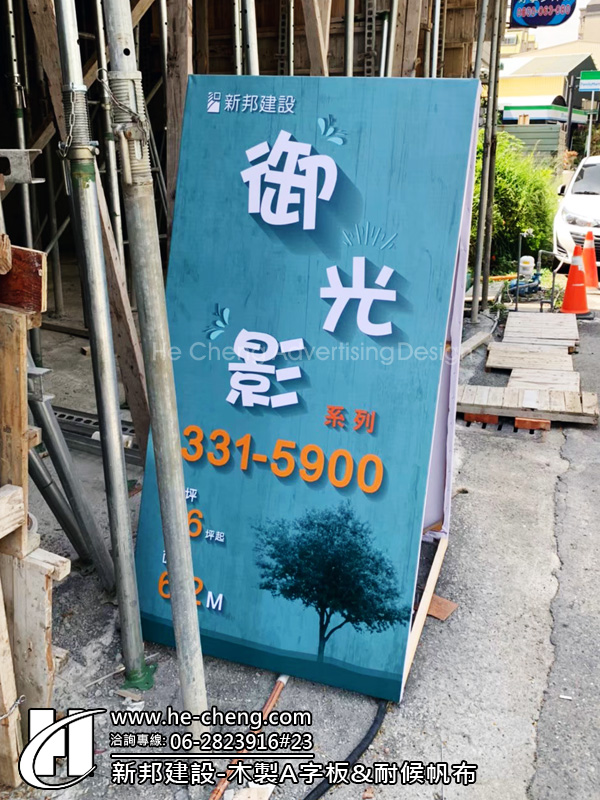 新邦建設
御
光
影
系列
331-5900
坪
6坪起
M
He Cheng Advertising Design
www.he-cheng.com
洽詢專線: 06-2823916#23
新邦建設-木製A字板&耐候帆布